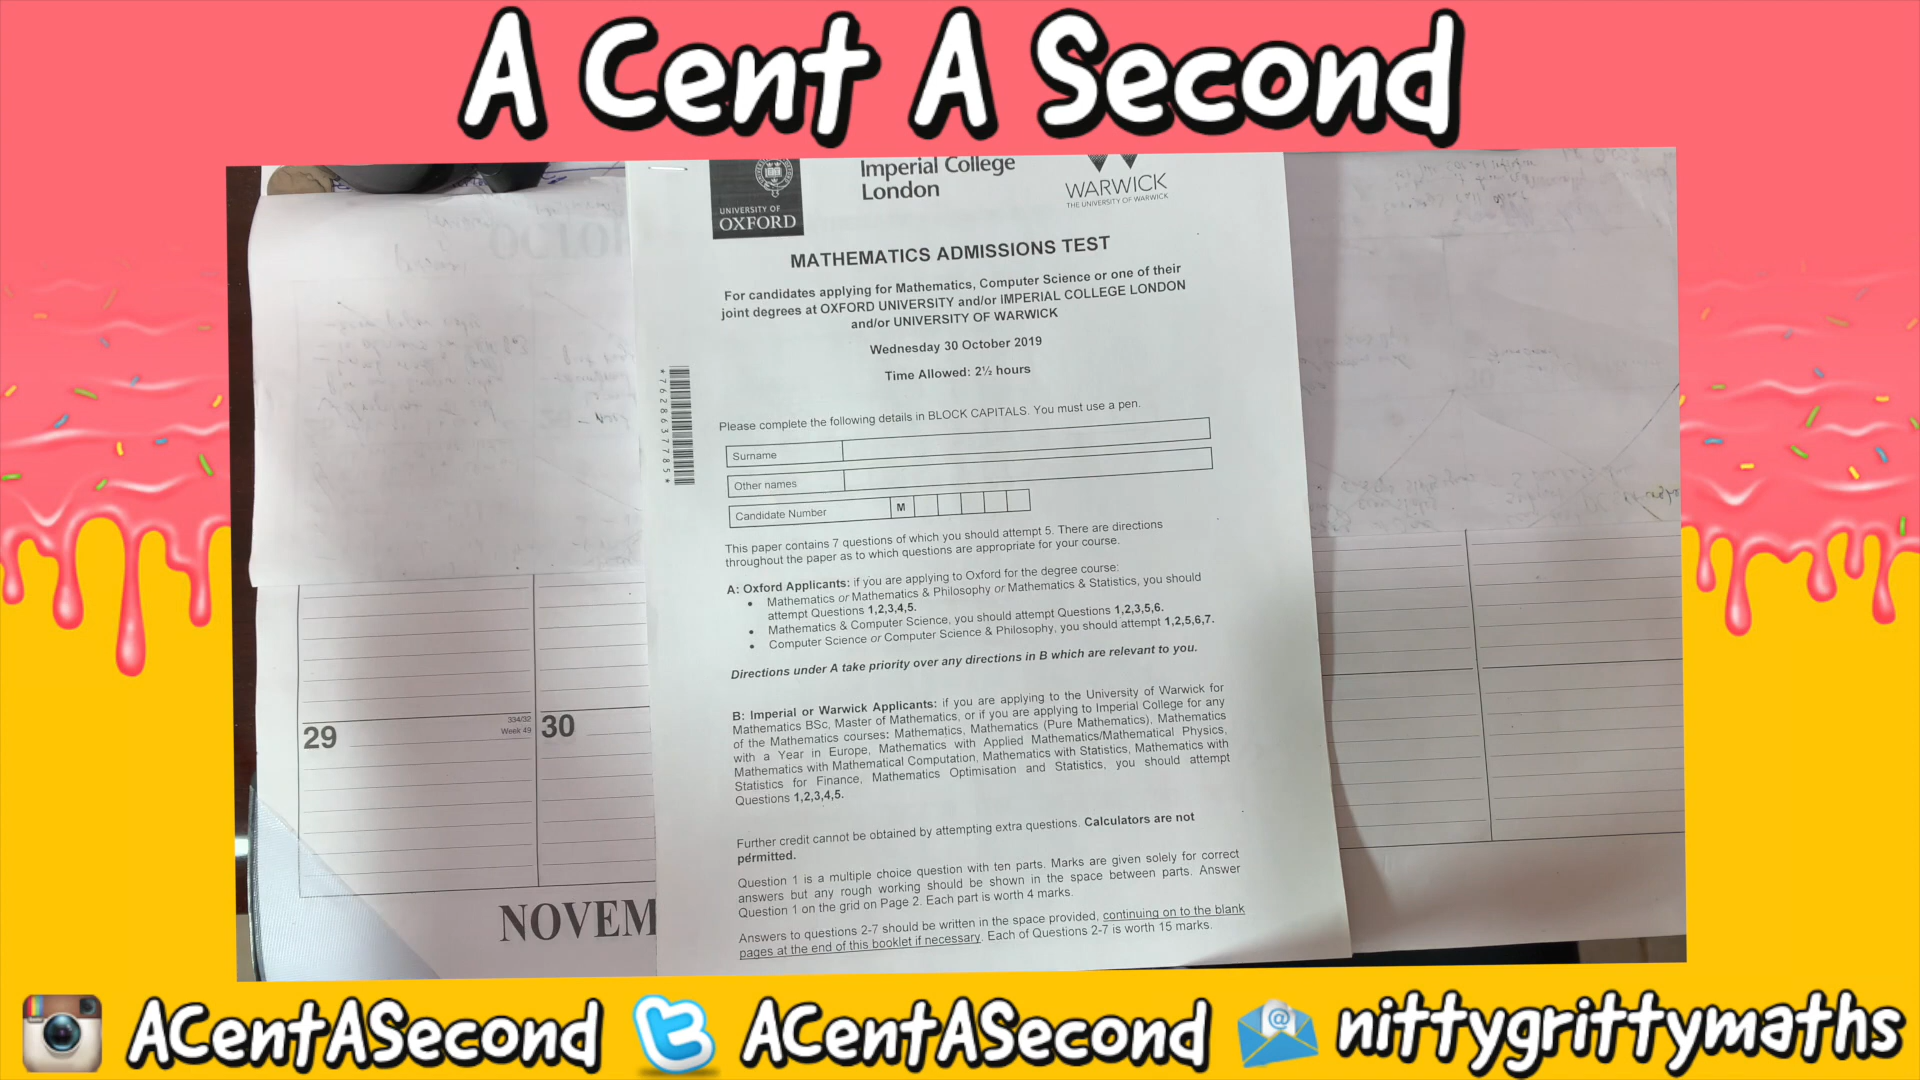 A Cent A Second
UNIVERSITY OF
OXFORD
Imperial College
London
WARWICK
THE UNIVERSITY OF WARWICK
MATHEMATICS ADMISSIONS TEST
For candidates applying for Mathematics, Computer Science or one of their
joint degrees at OXFORD UNIVERSITY and/or IMPERIAL COLLEGE LONDON
and/or UNIVERSITY OF WARWICK
Wednesday 30 October 2019
Time Allowed: 2½ hours
*7628637785*
Please complete the following details in BLOCK CAPITALS. You must use a pen.
Surname
Other names
Candidate Number M
This paper contains 7 questions of which you should attempt 5. There are directions
throughout the paper as to which questions are appropriate for your course.
A: Oxford Applicants: if you are applying to Oxford for the degree course:
• Mathematics or Mathematics & Philosophy or Mathematics & Statistics, you should
attempt Questions 1,2,3,4,5.
• Mathematics & Computer Science, you should attempt Questions 1,2,3,5,6.
• Computer Science or Computer Science & Philosophy, you should attempt 1,2,5,6,7.
Directions under A take priority over any directions in B which are relevant to you.
B: Imperial or Warwick Applicants: if you are applying to the University of Warwick for
Mathematics BSc, Master of Mathematics, or if you are applying to Imperial College for any
of the Mathematics courses: Mathematics, Mathematics (Pure Mathematics), Mathematics
with a Year in Europe, Mathematics with Applied Mathematics/Mathematical Physics,
Mathematics with Mathematical Computation, Mathematics with Statistics, Mathematics with
Statistics for Finance, Mathematics Optimisation and Statistics, you should attempt
Questions 1,2,3,4,5.
Further credit cannot be obtained by attempting extra questions. Calculators are not
permitted.
Question 1 is a multiple choice question with ten parts. Marks are given solely for correct
answers but any rough working should be shown in the space between parts. Answer
Question 1 on the grid on Page 2. Each part is worth 4 marks.
Answers to questions 2-7 should be written in the space provided, continuing on to the blank
pages at the end of this booklet if necessary. Each of Questions 2-7 is worth 15 marks.
29
334/32
Week 49
30
NOVEM
ACentASecond
ACentASecond
nittygrittymaths